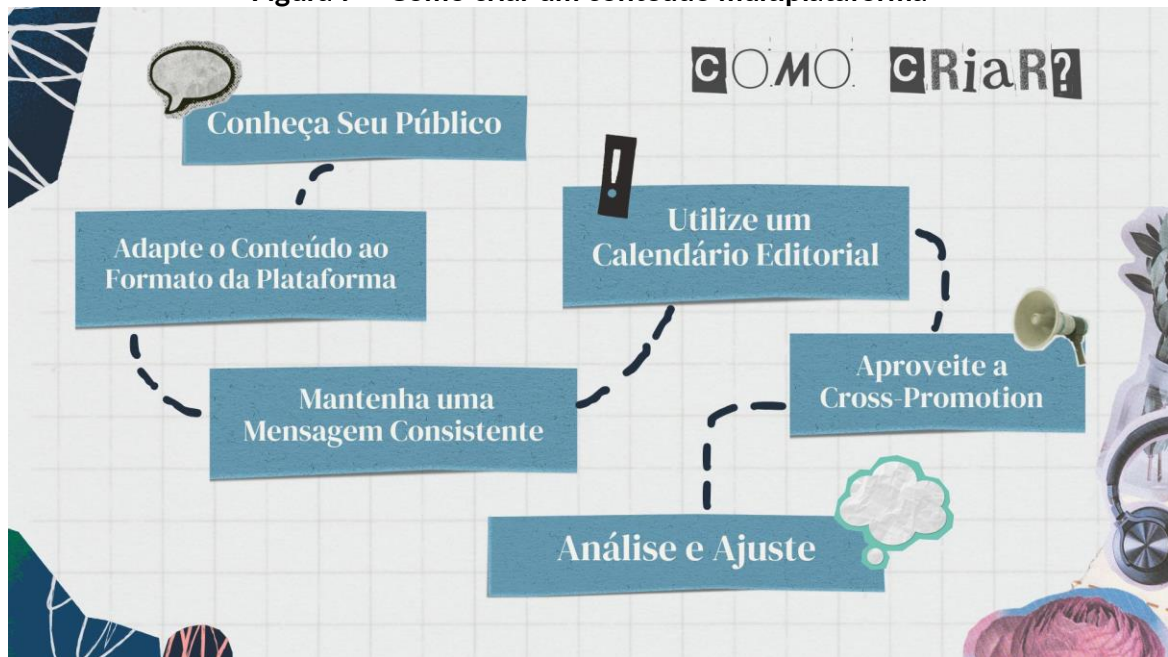 COMO CRiaR?
Conheça Seu Público
Adapte o Conteúdo ao
Formato da Plataforma
Mantenha uma
Mensagem Consistente
!
Utilize um
Calendário Editorial
Aproveite a
Cross-Promotion
Análise e Ajuste